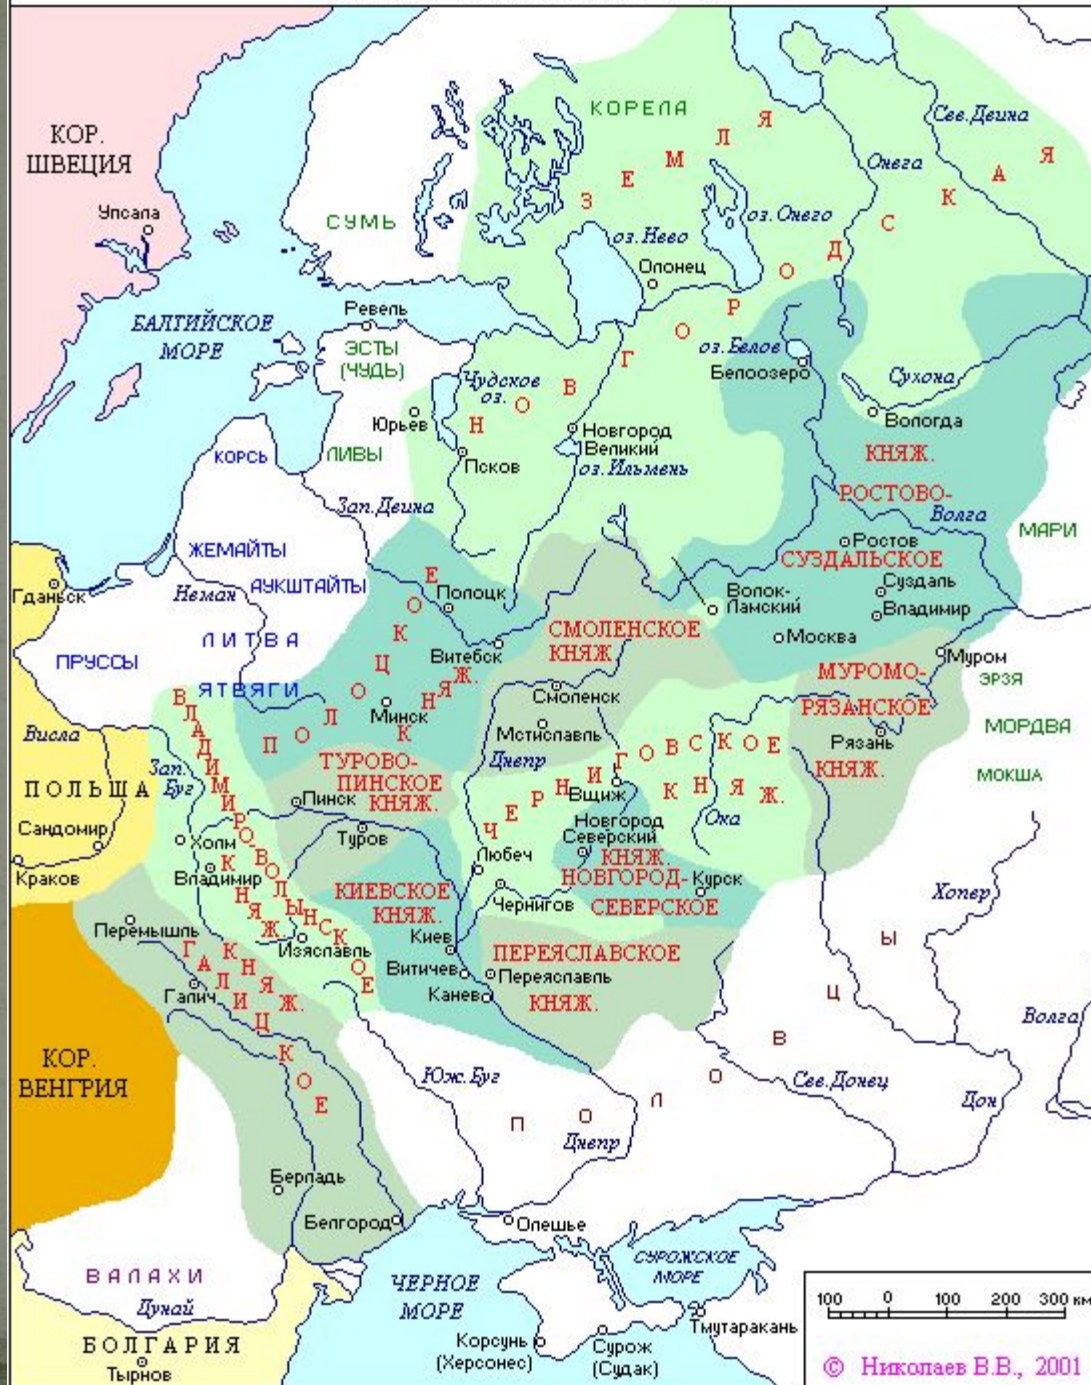 КОР.
ШВЕЦИЯ
Упсала
БАЛТИЙСКОЕ
МОРЕ
СУМЬ
КОРЕЛА
НОВГОРОДСКАЯ
ЗЕМЛЯ
Сев.Двина
Онега
оз.Онего
оз.Нево
Олонец
Ревель
ЭСТЫ
(ЧУДЬ)
Чудское
оз.
Юрьев
Псков
Новгород
Великий
оз.Ильмень
оз.Белое
Белоозеро
Сухона
Вологда
КОРСЬ
ЛИВЫ
Зап.Двина
КНЯЖ.
РОСТОВО-
СУЗДАЛЬСКОЕ
Волга
Ростов
Суздаль
Владимир
Москва
Волок-
Ламский
МАРИ
ЖЕМАЙТЫ
АУКШТАЙТЫ
Неман
ЛИТВА
ЯТВЯГИ
ПРУССЫ
Гданьск
ПОЛОЦКОЕ
КНЯЖ.
Полоцк
Витебск
Минск
СМОЛЕНСКОЕ
КНЯЖ.
Смоленск
Мстиславль
Днепр
Муром
МУРОМО-
РЯЗАНСКОЕ
КНЯЖ.
Рязань
ЭРЗЯ
МОРДВА
МОКША
Висла
ПОЛЬША
Сандомир
Краков
Зап.
Буг
ВЛАДИМИРОВОЛЫНСКОЕ
КНЯЖ.
Холм
Владимир
Изяславль
ТУРОВО-
ПИНСКОЕ
КНЯЖ.
Пинск
Туров
ЧЕРНИГОВСКОЕ
КНЯЖ.
Вщиж
Ока
Любеч
Чернигов
Новгород
Северский
КНЯЖ.
НОВГОРОД-
СЕВЕРСКОЕ
Курск
КИЕВСКОЕ
КНЯЖ.
Киев
Витичев
Канев
ПЕРЕЯСЛАВСКОЕ
Переяславль
КНЯЖ.
Хопер
Перемышль
ГАЛИЦКОЕ
КНЯЖ.
Галич
КОР.
ВЕНГРИЯ
Берладь
Белгород
Юж.Буг
ПОЛОВЦЫ
Днепр
Сев.Донец
Дон
Волга
Олешье
ВАЛАХИ
Дунай
БОЛГАРИЯ
Тырнов
ЧЕРНОЕ
МОРЕ
СУРОЖСКОЕ
МОРЕ
Корсунь
(Херсонес)
Сурож
(Судак)
Тмутаракань
100 0 100 200 300 км
© Николаев В.В., 2001